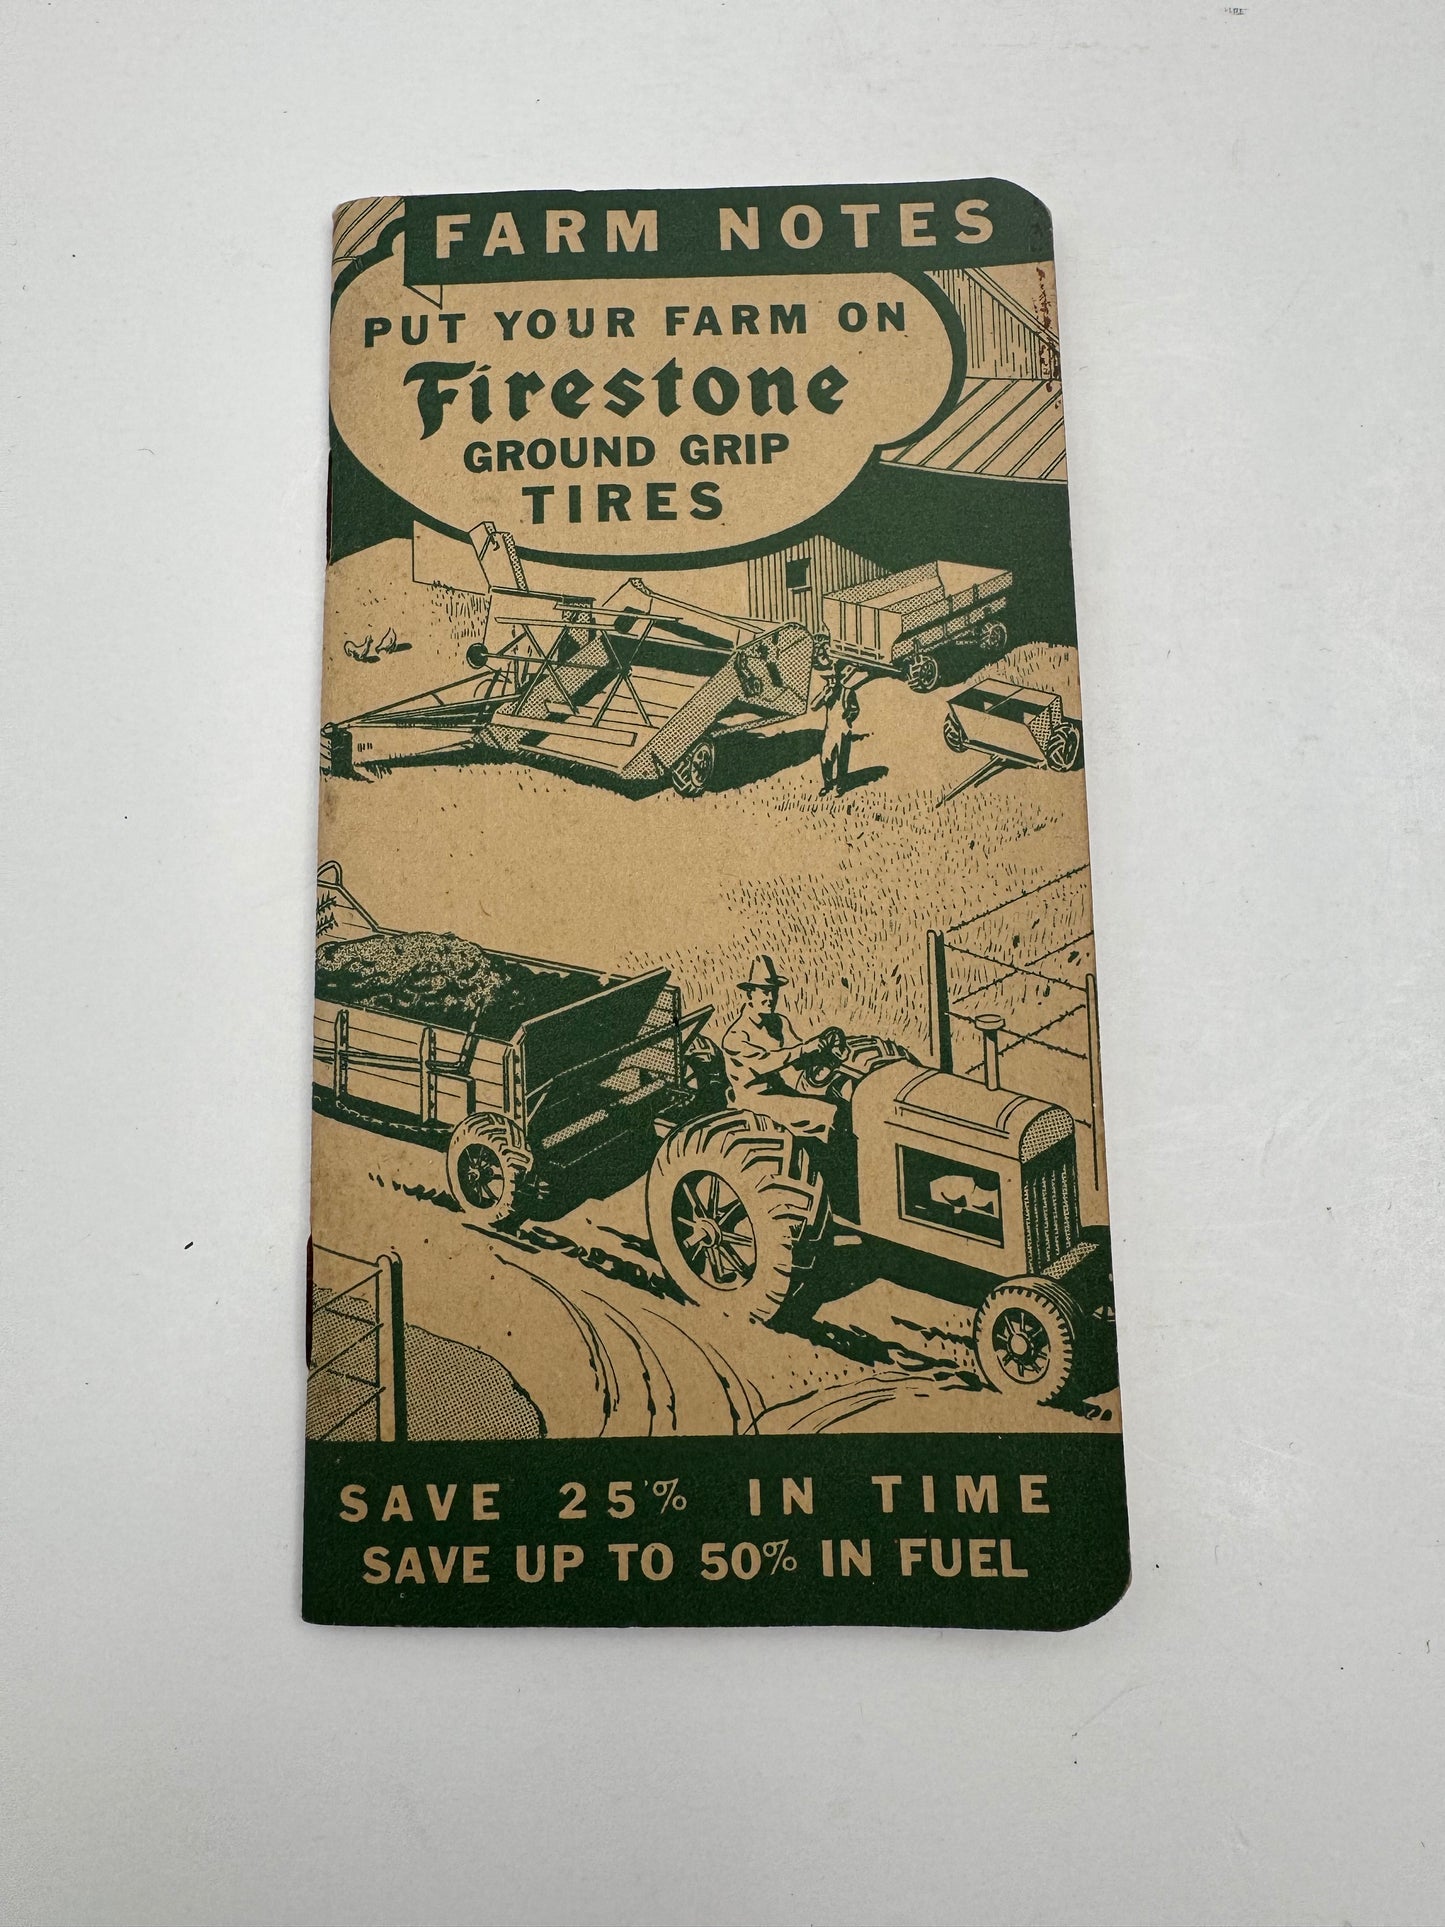 FARM NOTES
PUT YOUR FARM ON
Firestone
GROUND GRIP
TIRES
SAVE 25% IN TIME
SAVE UP TO 50% IN FUEL